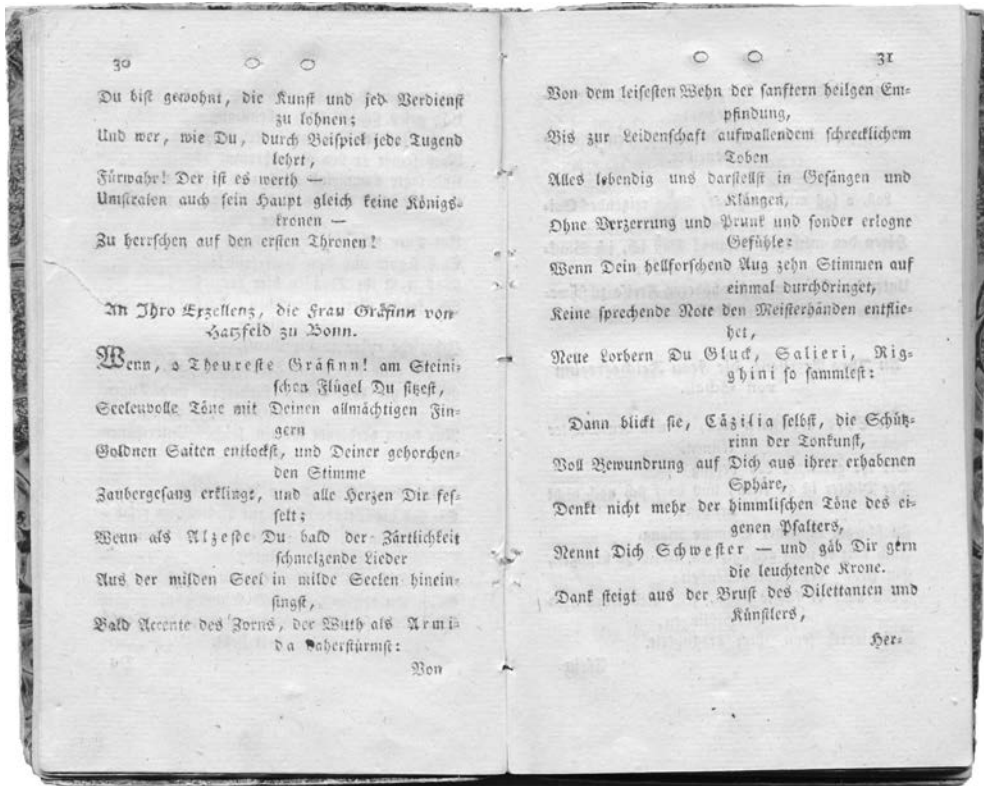 30
Du bist gewohnt, die Kunst und jed Verdienst
zu lohnen;
Und wer, wie Du, durch Beispiel jede Tugend
lehrt,
Fürwahr! Der ist es werth —
Umstralen auch sein Haupt gleich keine Königs-
kronen —
Zu herrschen auf den ersten Thronen!
An Ihro Exzellenz, die Frau Gräfinn von
Hatzfeld zu Bonn.
Wenn, o Theureste Gräfinn! am Steini-
schen Flügel Du sitzest,
Seelenvolle Töne mit Deinen allmächtigen Fin-
gern
Goldnen Saiten entlockst, und Deiner gehorchen-
den Stimme
Zaubergesang erklingt, und alle Herzen Dir fes-
selt;
Wenn als Alzeste Du bald der Zärtlichkeit
schmelzende Lieder
Aus der milden Seel in milde Seelen hinein-
singst,
Bald Accente des Zorns, der Wuth als Armi-
da daherstürmst:
Von
31
Von dem leisesten Wehn der sanftern heilgen Em-
pfindung,
Bis zur Leidenschaft aufwallendem schrecklichem
Toben
Alles lebendig uns darstellst in Gesängen und
Klängen,
Ohne Verzerrung und Prunk und sonder erlogne
Gefühle:
Wenn Dein hellforschend Aug zehn Stimmen auf
einmal durchdringet,
Keine sprechende Note den Meisterhänden entflie-
het,
Neue Lorbern Du Gluck, Salieri, Rig-
ghini so sammlest:
Dann blickt sie, Cäzilia selbst, die Schütz-
rinn der Tonkunst,
Voll Bewundrung auf Dich aus ihrer erhabenen
Sphäre,
Denkt nicht mehr der himmlischen Töne des ei-
genen Psalters,
Nennt Dich Schwester — und gäb Dir gern
die leuchtende Krone.
Dank steigt aus der Brust des Dilettanten und
Künstlers,
Her-